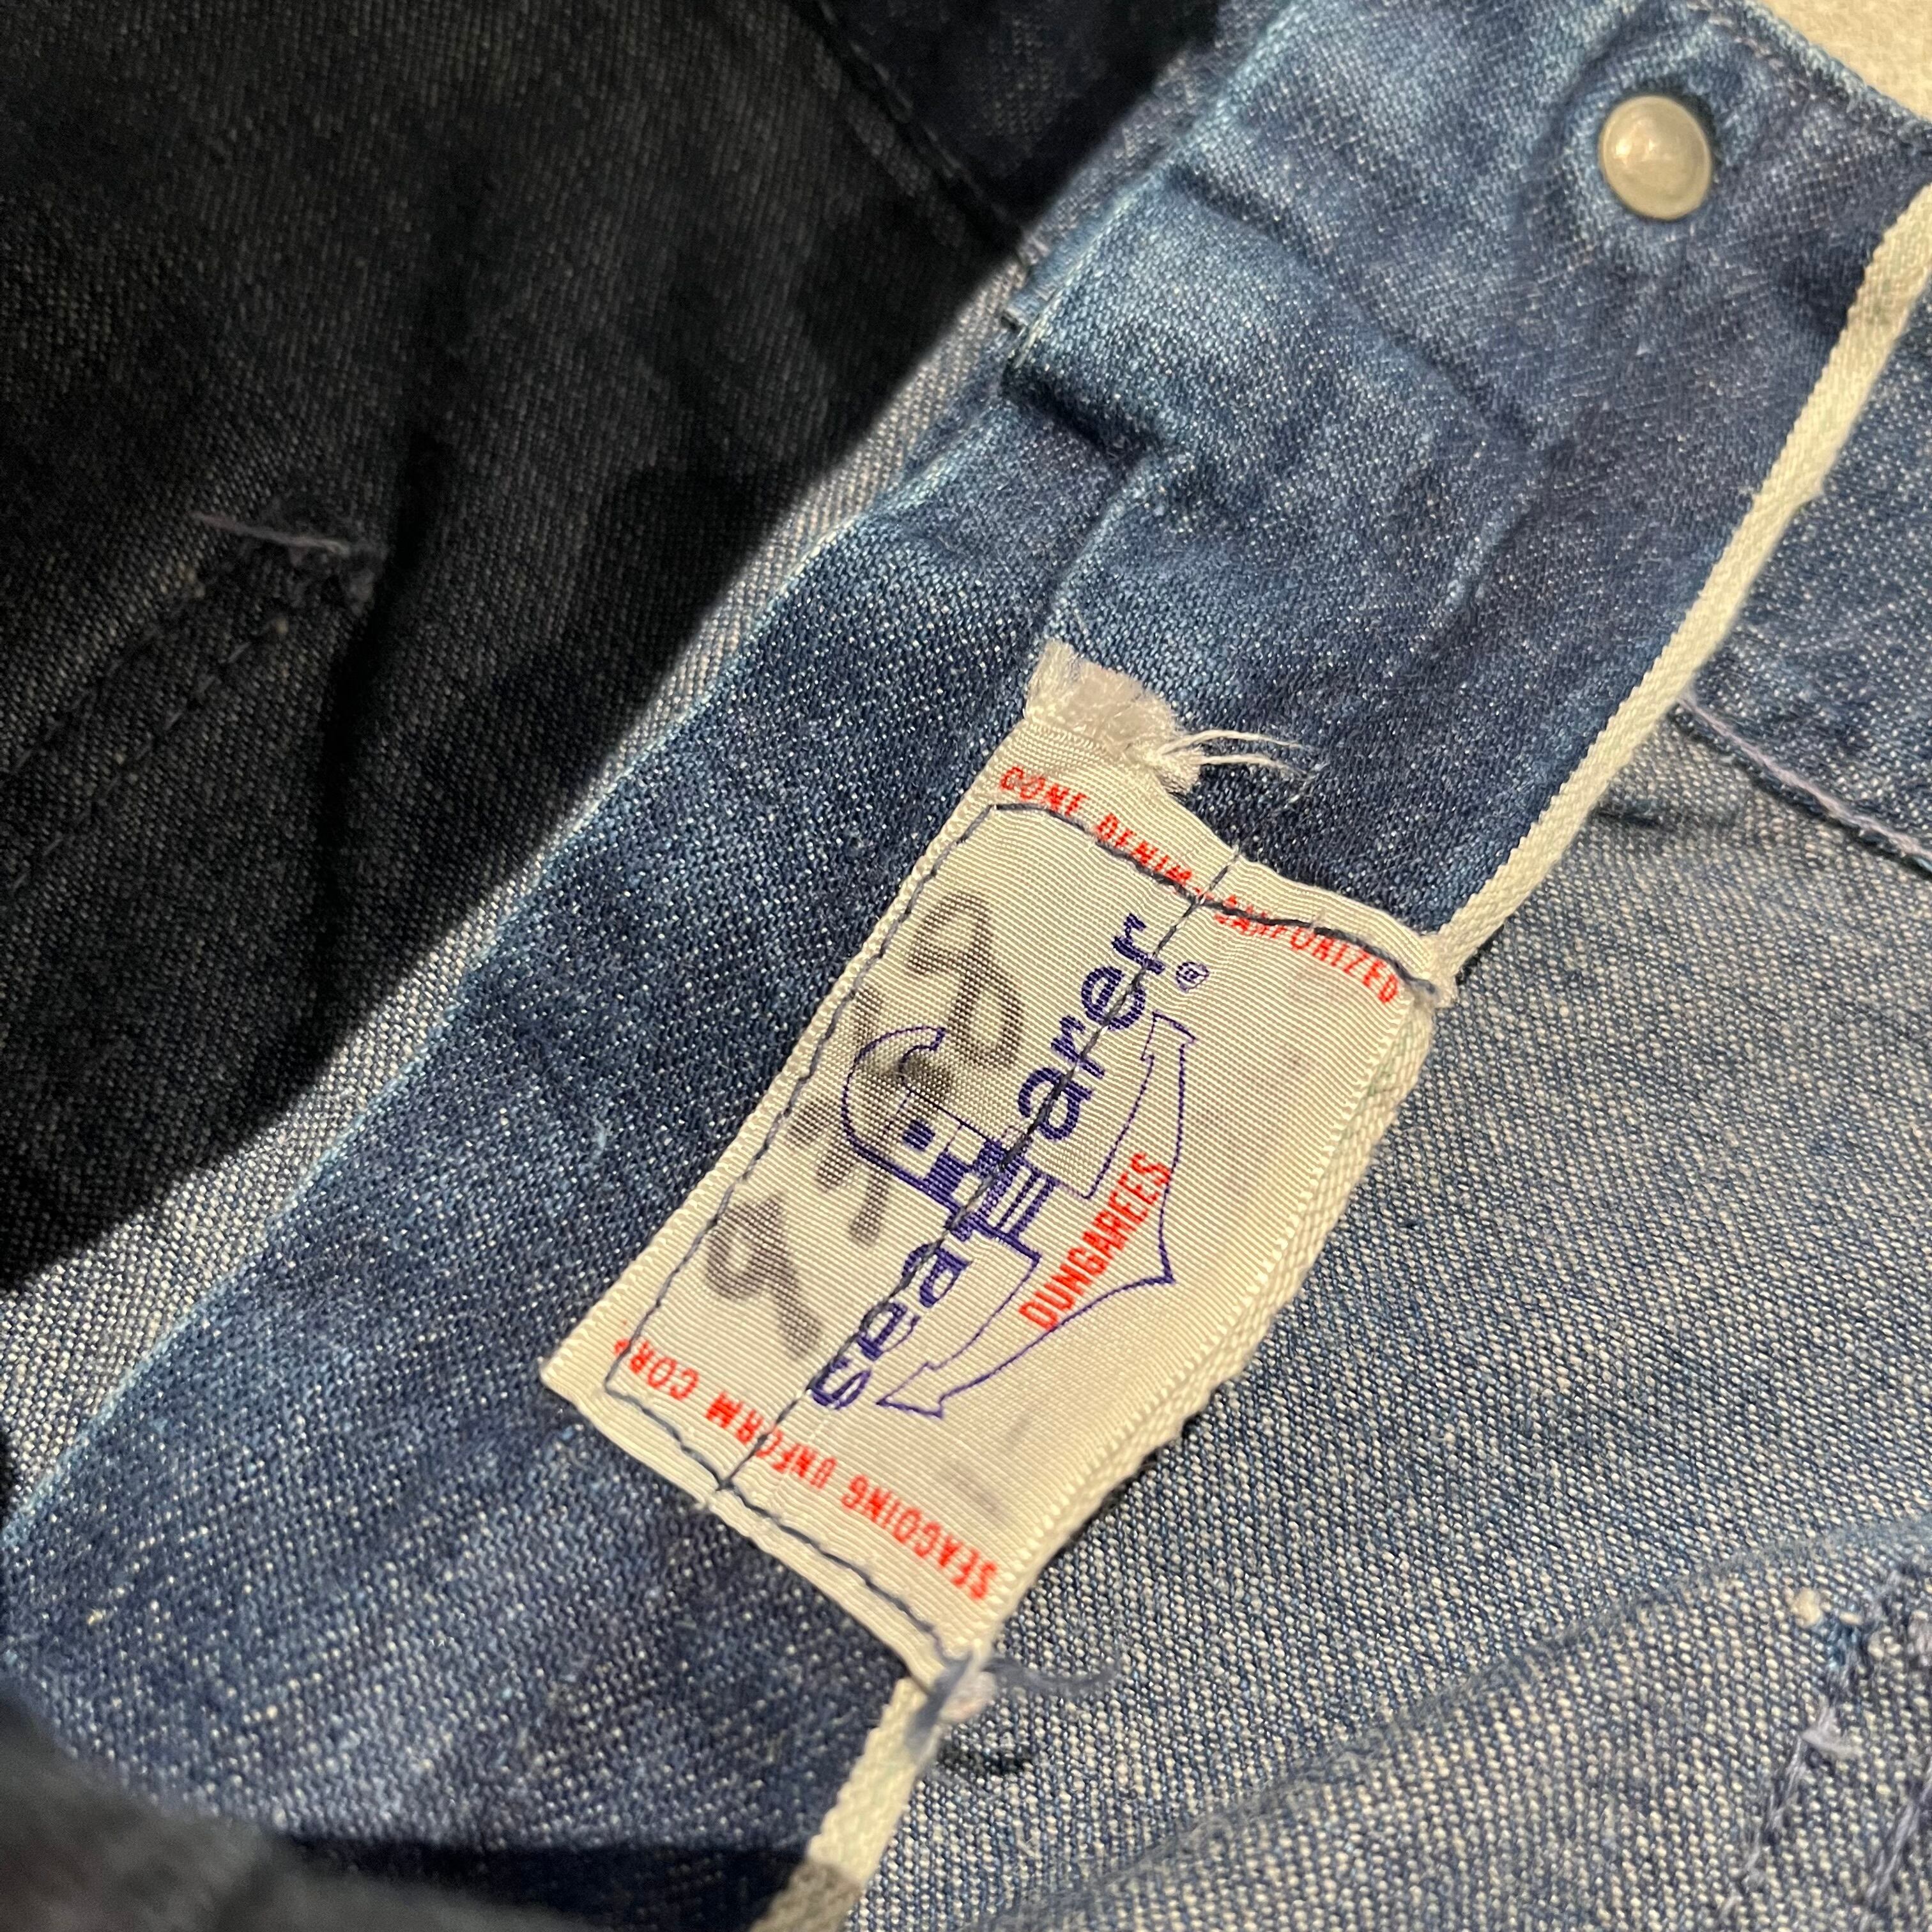 CONE DENIM - SANFORIZED
seafarer®
DUNGAREES
SEAGOING UNIFORM CORP.